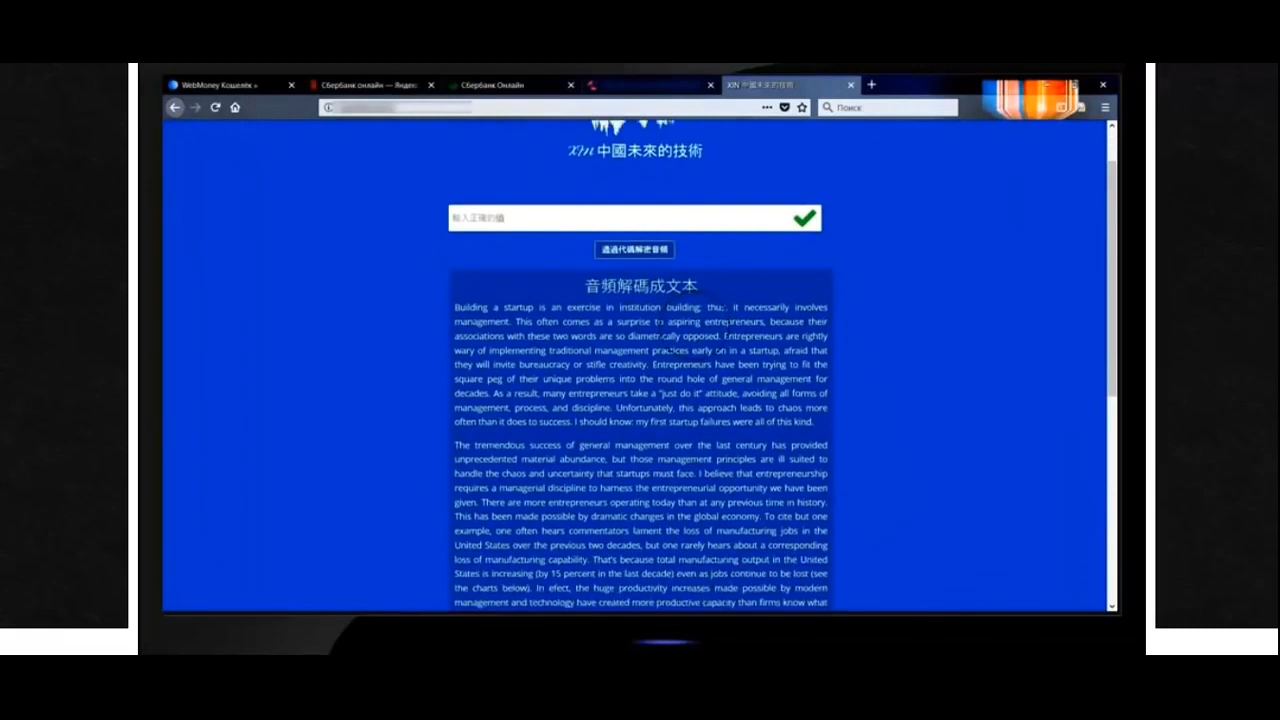 WebMoney Кошелёк »
Сбербанк онлайн — Яндекс
Сбербанк Онлайн
XIN 中國未來的技術
Поиск
XIN 中國未來的技術
輸入正確的值
透過代碼解密音頻
音頻解碼成文本
Building a startup is an exercise in institution building; thus, it necessarily involves
management. This often comes as a surprise to aspiring entrepreneurs, because their
associations with these two words are so diametrically opposed. Entrepreneurs are rightly
wary of implementing traditional management practices early on in a startup, afraid that
they will invite bureaucracy or stifle creativity. Entrepreneurs have been trying to fit the
square peg of their unique problems into the round hole of general management for
decades. As a result, many entrepreneurs take a "just do it" attitude, avoiding all forms of
management, process, and discipline. Unfortunately, this approach leads to chaos more
often than it does to success. I should know: my first startup failures were all of this kind.
The tremendous success of general management over the last century has provided
unprecedented material abundance, but those management principles are ill suited to
handle the chaos and uncertainty that startups must face. I believe that entrepreneurship
requires a managerial discipline to harness the entrepreneurial opportunity we have been
given. There are more entrepreneurs operating today than at any previous time in history.
This has been made possible by dramatic changes in the global economy. To cite but one
example, one often hears commentators lament the loss of manufacturing jobs in the
United States over the previous two decades, but one rarely hears about a corresponding
loss of manufacturing capability. That's because total manufacturing output in the United
States is increasing (by 15 percent in the last decade) even as jobs continue to be lost (see
the charts below). In efect, the huge productivity increases made possible by modern
management and technology have created more productive capacity than firms know what